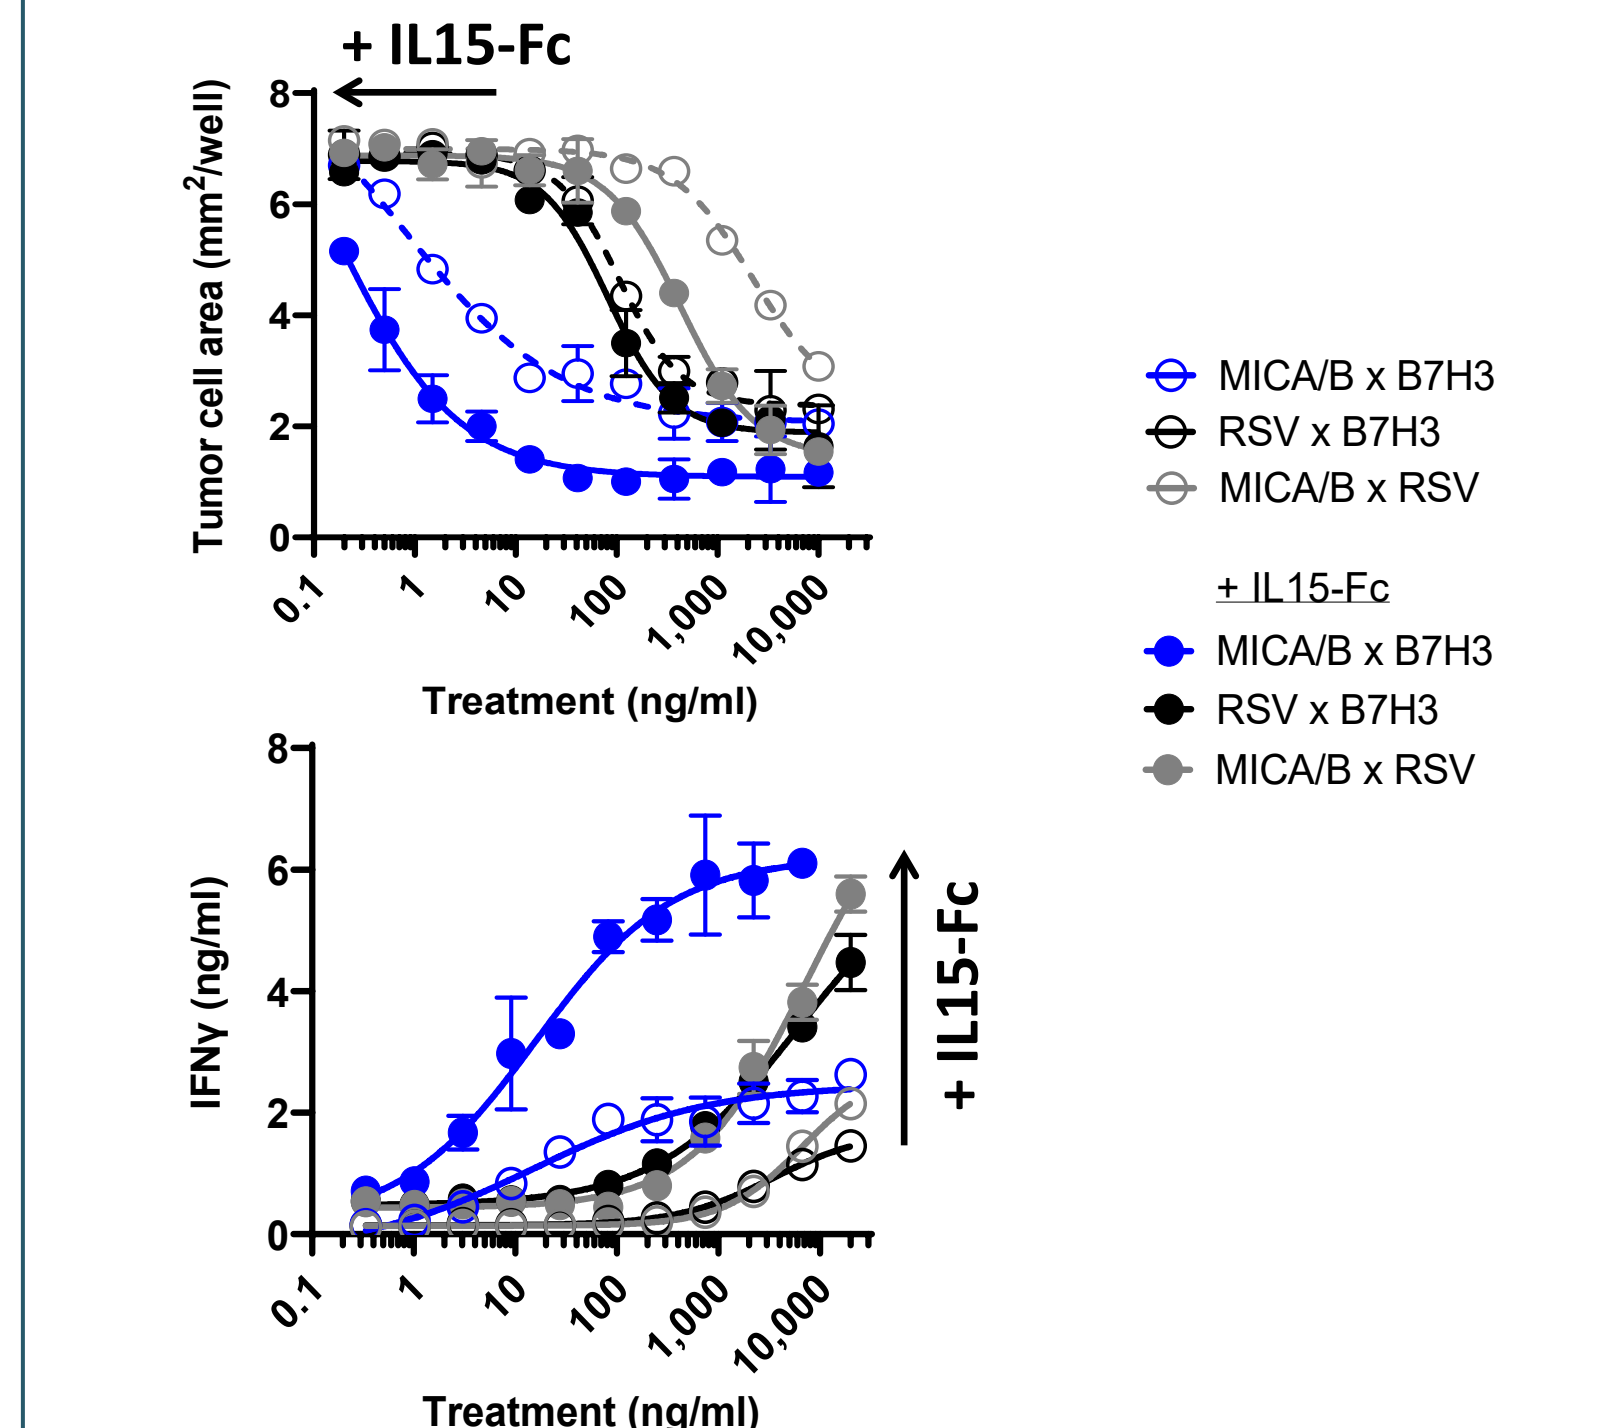 + IL15-Fc
Tumor cell area (mm²/well)
8
6
4
2
0
0.1
1
10
100
1,000
10,000
Treatment (ng/ml)
MICA/B x B7H3
RSV x B7H3
MICA/B x RSV
+ IL15-Fc
MICA/B x B7H3
RSV x B7H3
MICA/B x RSV
IFNγ (ng/ml)
8
6
4
2
0
0.1
1
10
100
1,000
10,000
+ IL15-Fc
Treatment (ng/ml)